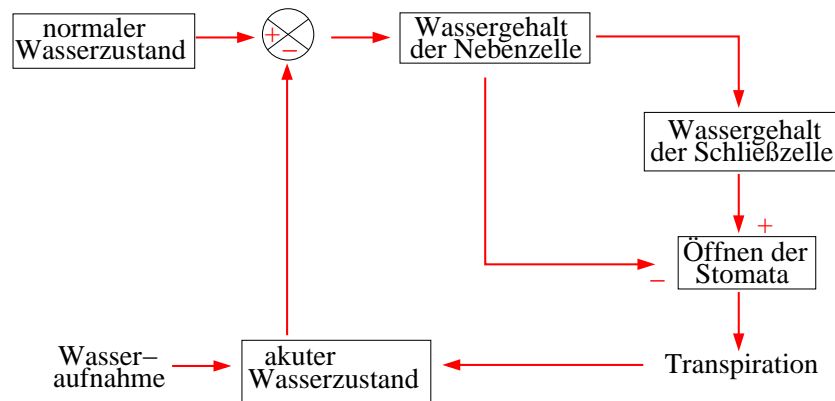 normaler
Wasserzustand
+
−
Wassergehalt
der Nebenzelle
Wassergehalt
der Schließzelle
+
−
Öffnen der
Stomata
Wasser−
aufnahme
akuter
Wasserzustand
Transpiration